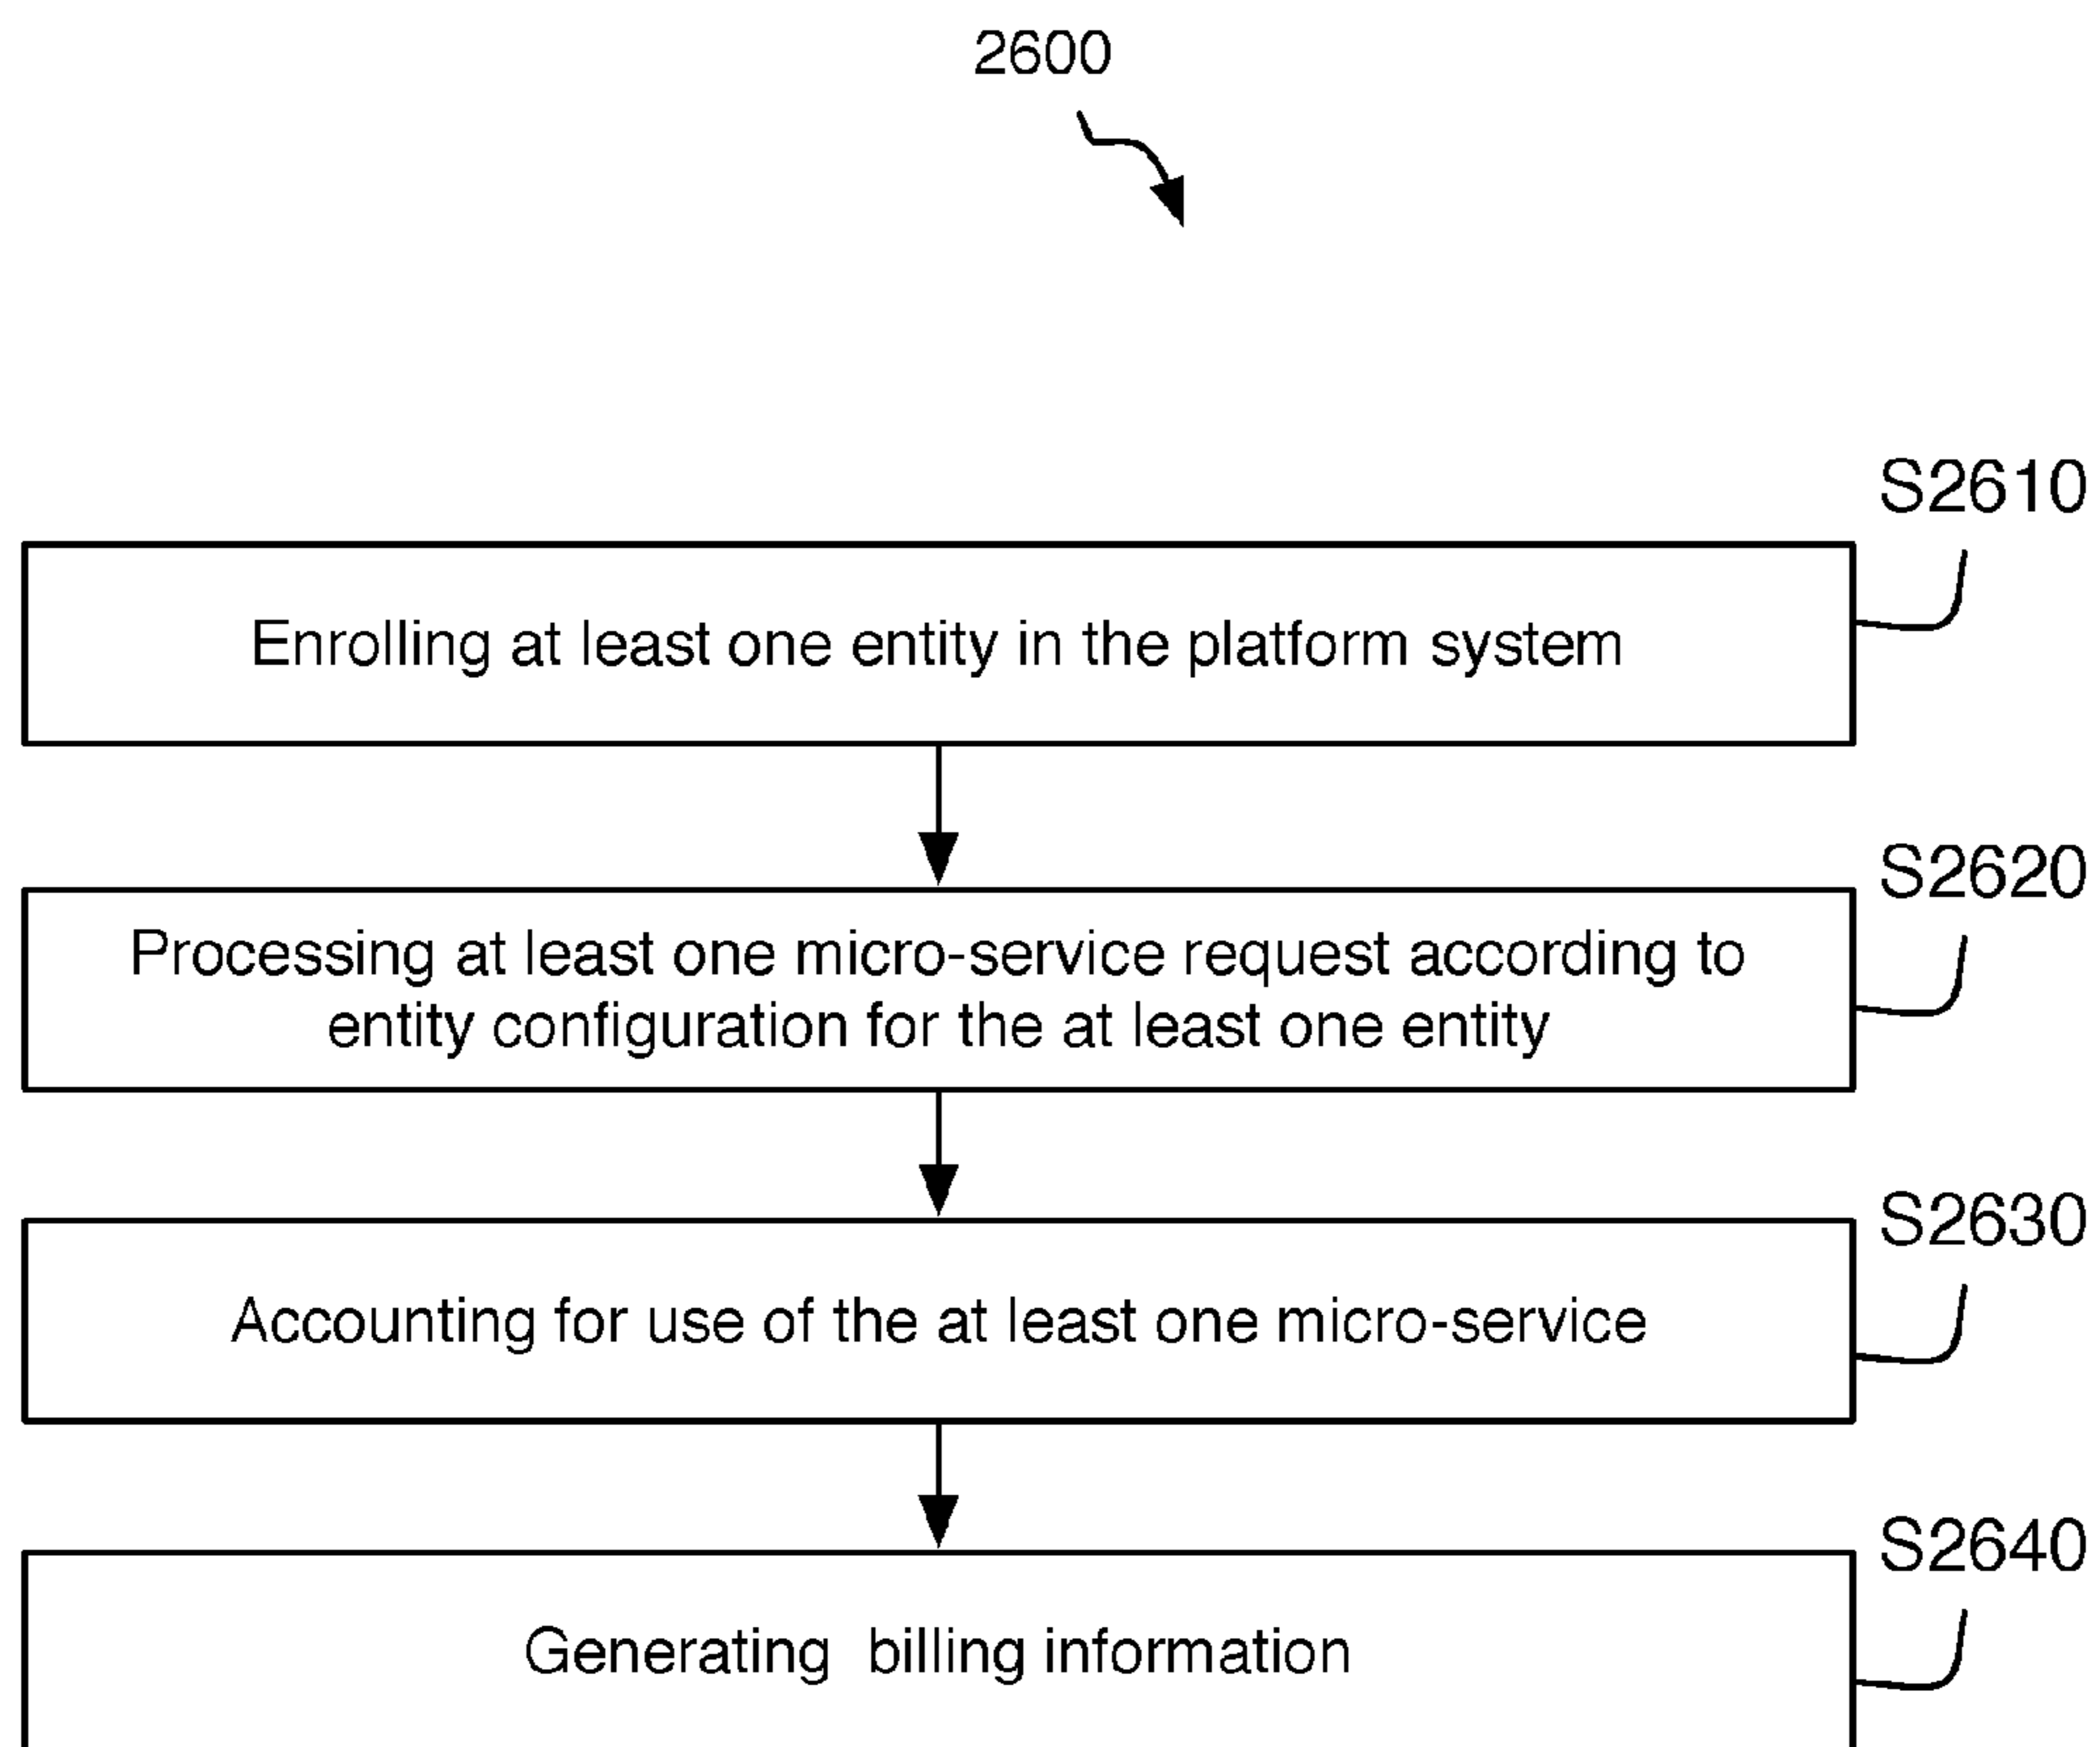 2600
S2610
Enrolling at least one entity in the platform system
S2620
Processing at least one micro-service request according to
entity configuration for the at least one entity
S2630
Accounting for use of the at least one micro-service
S2640
Generating billing information